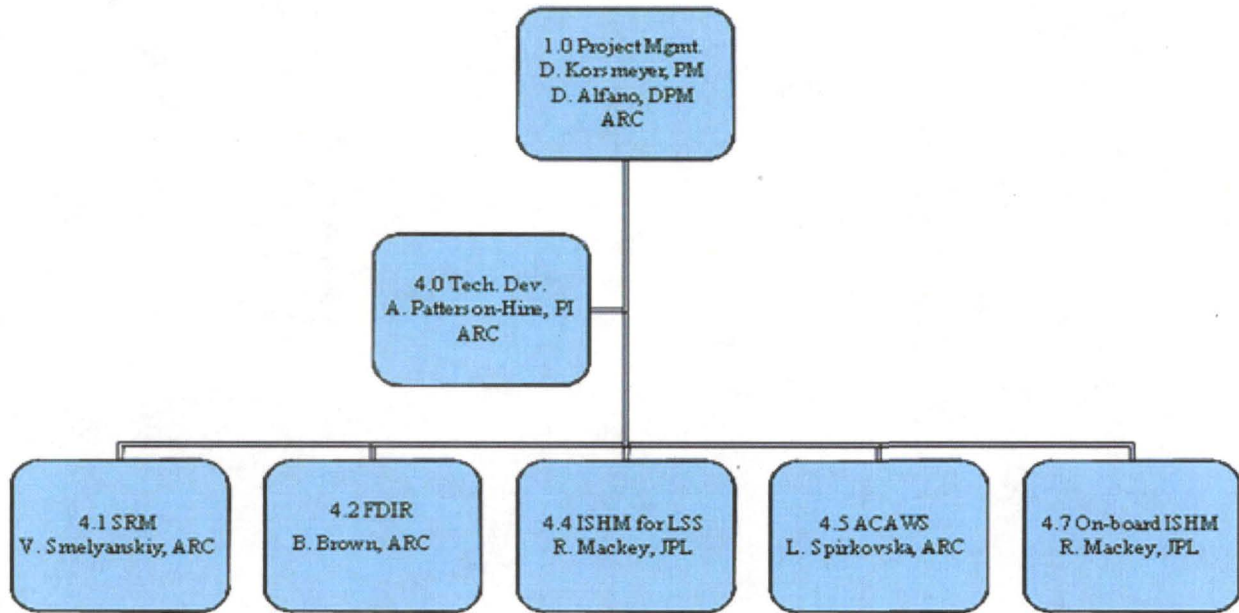 1.0 Project Mgmt.
D. Korsmeyer, PM
D. Alfano, DPM
ARC
4.0 Tech. Dev.
A. Patterson-Hine, PI
ARC
4.1 SRM
V. Smelyanskiy, ARC
4.2 FDIR
B. Brown, ARC
4.4 ISHM for LSS
R. Mackey, JPL
4.5 ACAWS
L. Spirkovska, ARC
4.7 On-board ISHM
R. Mackey, JPL